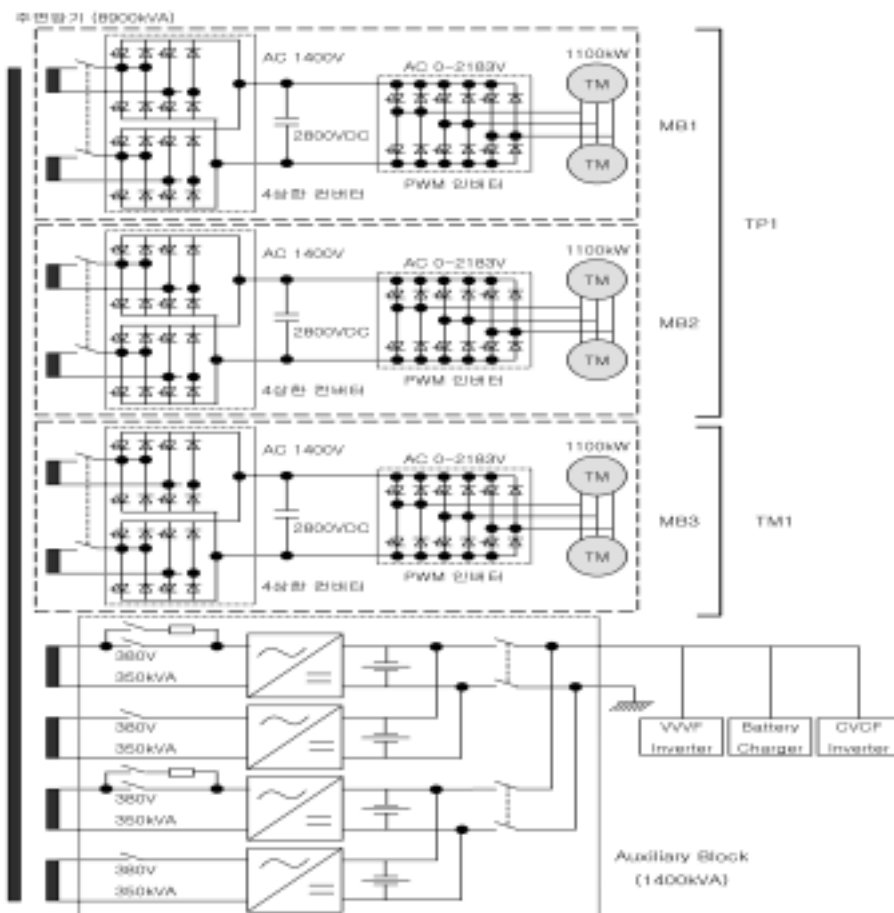 주변압기 (8900kVA)
AC 1400V
2800VDC
4상한 컨버터
AC 0-2183V
PWM 인버터
1100kW
TM
TM
MB1
TP1
AC 1400V
2800VDC
4상한 컨버터
AC 0-2183V
PWM 인버터
1100kW
TM
TM
MB2
AC 1400V
2800VDC
4상한 컨버터
AC 0-2183V
PWM 인버터
1100kW
TM
TM
MB3
TM1
380V
350kVA
380V
350kVA
380V
350kVA
380V
350kVA
VVVF
Inverter
Battery
Charger
CVCF
Inverter
Auxiliary Block
(1400kVA)